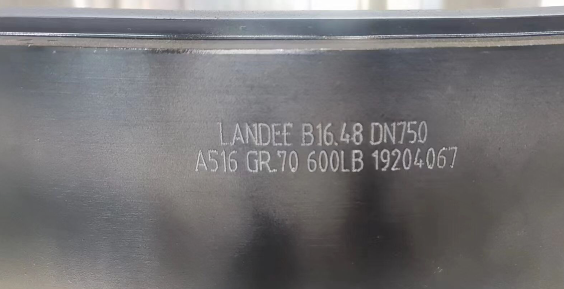 LANDEE B16.48 DN750
A516 GR.70 600LB 19204067